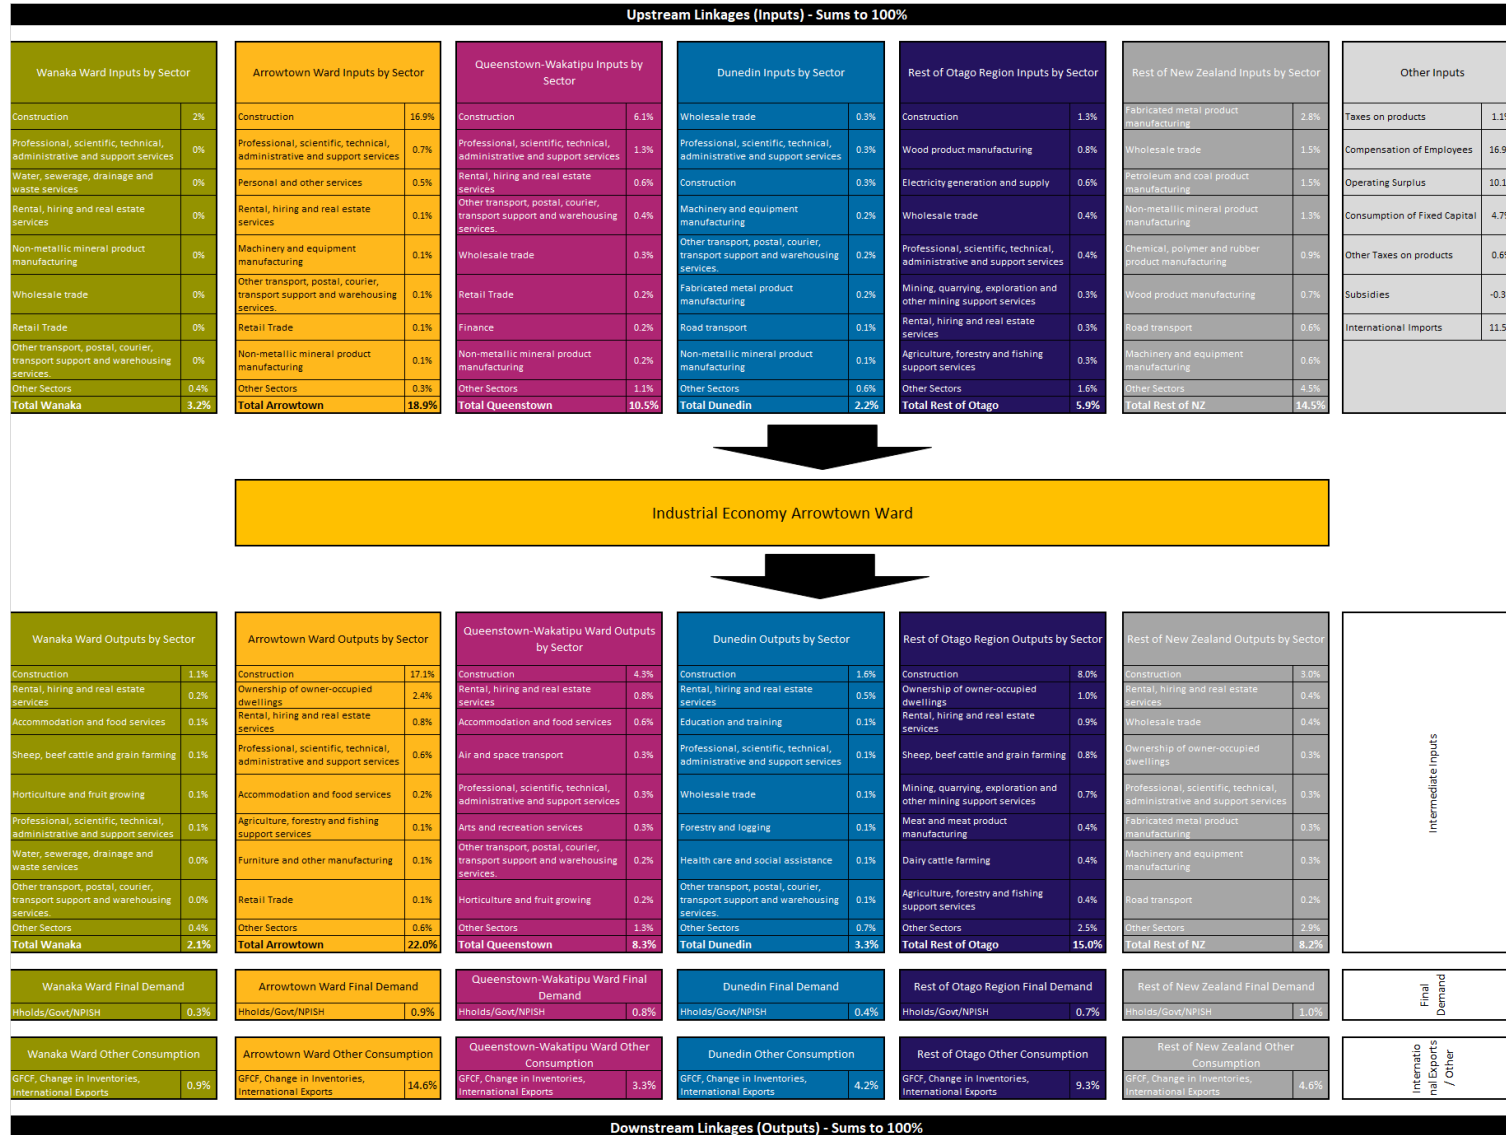 Upstream Linkages (Inputs) - Sums to 100%
Wanaka Ward Inputs by Sector
Construction 2%
Professional, scientific, technical,
administrative and support services 0%
Water, sewerage, drainage and
waste services 0%
Rental, hiring and real estate
services 0%
Non-metallic mineral product
manufacturing 0%
Wholesale trade 0%
Retail Trade 0%
Other transport, postal, courier,
transport support and warehousing
services. 0%
Other Sectors 0.4%
Total Wanaka 3.2%
Arrowtown Ward Inputs by Sector
Construction 16.9%
Professional, scientific, technical,
administrative and support services 0.7%
Personal and other services 0.5%
Rental, hiring and real estate
services 0.1%
Machinery and equipment
manufacturing 0.1%
Other transport, postal, courier,
transport support and warehousing
services. 0.1%
Retail Trade 0.1%
Non-metallic mineral product
manufacturing 0.1%
Other Sectors 0.3%
Total Arrowtown 18.9%
Queenstown-Wakatipu Inputs by
Sector
Construction 6.1%
Professional, scientific, technical,
administrative and support services 1.3%
Rental, hiring and real estate
services 0.6%
Other transport, postal, courier,
transport support and warehousing
services. 0.4%
Wholesale trade 0.3%
Retail Trade 0.2%
Finance 0.2%
Non-metallic mineral product
manufacturing 0.2%
Other Sectors 1.1%
Total Queenstown 10.5%
Dunedin Inputs by Sector
Wholesale trade 0.3%
Professional, scientific, technical,
administrative and support services 0.3%
Construction 0.3%
Machinery and equipment
manufacturing 0.2%
Other transport, postal, courier,
transport support and warehousing
services. 0.2%
Fabricated metal product
manufacturing 0.2%
Road transport 0.1%
Non-metallic mineral product
manufacturing 0.1%
Other Sectors 0.6%
Total Dunedin 2.2%
Rest of Otago Region Inputs by Sector
Construction 1.3%
Wood product manufacturing 0.8%
Electricity generation and supply 0.6%
Wholesale trade 0.4%
Professional, scientific, technical,
administrative and support services 0.4%
Mining, quarrying, exploration and
other mining support services 0.3%
Rental, hiring and real estate
services 0.3%
Agriculture, forestry and fishing
support services 0.3%
Other Sectors 1.6%
Total Rest of Otago 5.9%
Rest of New Zealand Inputs by Sector
Fabricated metal product
manufacturing 2.8%
Wholesale trade 1.5%
Petroleum and coal product
manufacturing 1.5%
Non-metallic mineral product
manufacturing 1.3%
Chemical, polymer and rubber
product manufacturing 0.9%
Wood product manufacturing 0.7%
Road transport 0.6%
Machinery and equipment
manufacturing 0.6%
Other Sectors 4.5%
Total Rest of NZ 14.5%
Other Inputs
Taxes on products 1.1%
Compensation of Employees 16.9
Operating Surplus 10.1
Consumption of Fixed Capital 4.7%
Other Taxes on products 0.6%
Subsidies -0.3
International Imports 11.5
Industrial Economy Arrowtown Ward
Wanaka Ward Outputs by Sector
Construction 1.1%
Rental, hiring and real estate
services 0.2%
Accommodation and food services 0.1%
Sheep, beef cattle and grain farming 0.1%
Horticulture and fruit growing 0.1%
Professional, scientific, technical,
administrative and support services 0.1%
Water, sewerage, drainage and
waste services 0.0%
Other transport, postal, courier,
transport support and warehousing
services. 0.0%
Other Sectors 0.4%
Total Wanaka 2.1%
Arrowtown Ward Outputs by Sector
Construction 17.1%
Ownership of owner-occupied
dwellings 2.4%
Rental, hiring and real estate
services 0.8%
Professional, scientific, technical,
administrative and support services 0.6%
Accommodation and food services 0.2%
Agriculture, forestry and fishing
support services 0.1%
Furniture and other manufacturing 0.1%
Retail Trade 0.1%
Other Sectors 0.6%
Total Arrowtown 22.0%
Queenstown-Wakatipu Ward Outputs
by Sector
Construction 4.3%
Rental, hiring and real estate
services 0.8%
Accommodation and food services 0.6%
Air and space transport 0.3%
Professional, scientific, technical,
administrative and support services 0.3%
Arts and recreation services 0.3%
Other transport, postal, courier,
transport support and warehousing
services. 0.2%
Horticulture and fruit growing 0.2%
Other Sectors 1.3%
Total Queenstown 8.3%
Dunedin Outputs by Sector
Construction 1.6%
Rental, hiring and real estate
services 0.5%
Education and training 0.1%
Professional, scientific, technical,
administrative and support services 0.1%
Wholesale trade 0.1%
Forestry and logging 0.1%
Health care and social assistance 0.1%
Other transport, postal, courier,
transport support and warehousing
services. 0.1%
Other Sectors 0.7%
Total Dunedin 3.3%
Rest of Otago Region Outputs by Sector
Construction 8.0%
Ownership of owner-occupied
dwellings 1.0%
Rental, hiring and real estate
services 0.9%
Sheep, beef cattle and grain farming 0.8%
Mining, quarrying, exploration and
other mining support services 0.7%
Meat and meat product
manufacturing 0.4%
Dairy cattle farming 0.4%
Agriculture, forestry and fishing
support services 0.4%
Other Sectors 2.5%
Total Rest of Otago 15.0%
Rest of New Zealand Outputs by Sector
Construction 3.0%
Rental, hiring and real estate
services 0.4%
Wholesale trade 0.4%
Ownership of owner-occupied
dwellings 0.3%
Professional, scientific, technical,
administrative and support services 0.3%
Fabricated metal product
manufacturing 0.3%
Machinery and equipment
manufacturing 0.3%
Road transport 0.2%
Other Sectors 2.9%
Total Rest of NZ 8.2%
Intermediate Inputs
Wanaka Ward Final Demand
Hholds/Govt/NPISH 0.3%
Arrowtown Ward Final Demand
Hholds/Govt/NPISH 0.9%
Queenstown-Wakatipu Ward Final
Demand
Hholds/Govt/NPISH 0.8%
Dunedin Final Demand
Hholds/Govt/NPISH 0.4%
Rest of Otago Region Final Demand
Hholds/Govt/NPISH 0.7%
Rest of New Zealand Final Demand
Hholds/Govt/NPISH 1.0%
Final
Demand
Wanaka Ward Other Consumption
GFCF, Change in Inventories,
International Exports 0.9%
Arrowtown Ward Other Consumption
GFCF, Change in Inventories,
International Exports 14.6%
Queenstown-Wakatipu Ward Other
Consumption
GFCF, Change in Inventories,
International Exports 3.3%
Dunedin Other Consumption
GFCF, Change in Inventories,
International Exports 4.2%
Rest of Otago Other Consumption
GFCF, Change in Inventories,
International Exports 9.3%
Rest of New Zealand Other
Consumption
GFCF, Change in Inventories,
International Exports 4.6%
Internatio
nal Exports
/ Other
Downstream Linkages (Outputs) - Sums to 100%